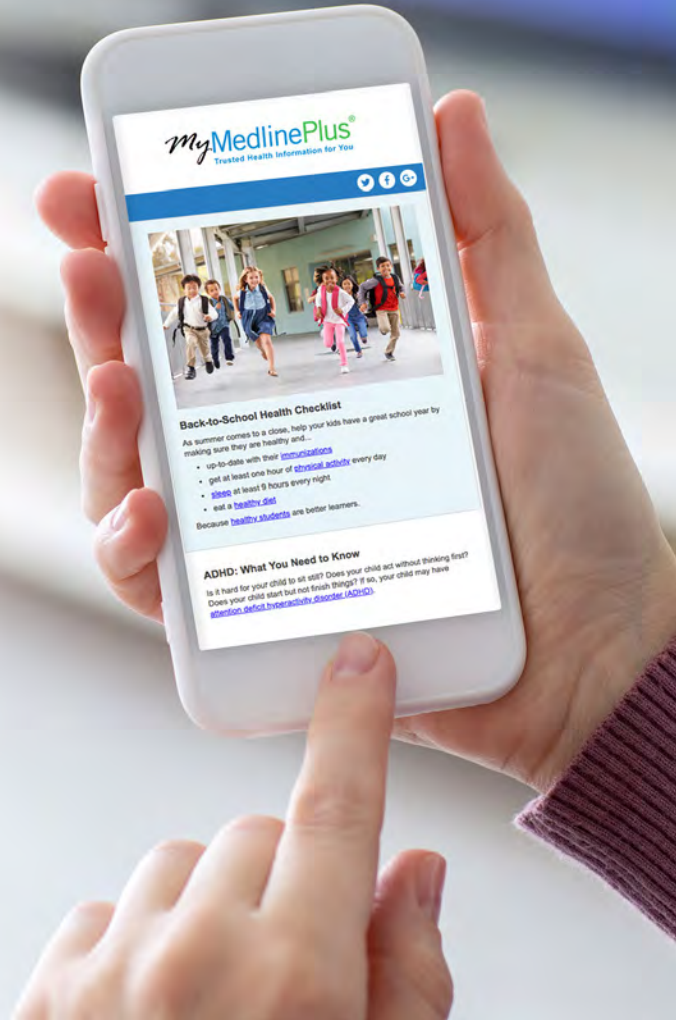 MyMedlinePlus®
Trusted Health Information for You
G+
Back-to-School Health Checklist
As summer comes to a close, help your kids have a great school year by
making sure they are healthy and...
• up-to-date with their immunizations
• get at least one hour of physical activity every day
• sleep at least 9 hours every night
• eat a healthy diet
Because healthy students are better learners.
ADHD: What You Need to Know
Is it hard for your child to sit still? Does your child act without thinking first?
Does your child start but not finish things? If so, your child may have
attention deficit hyperactivity disorder (ADHD).